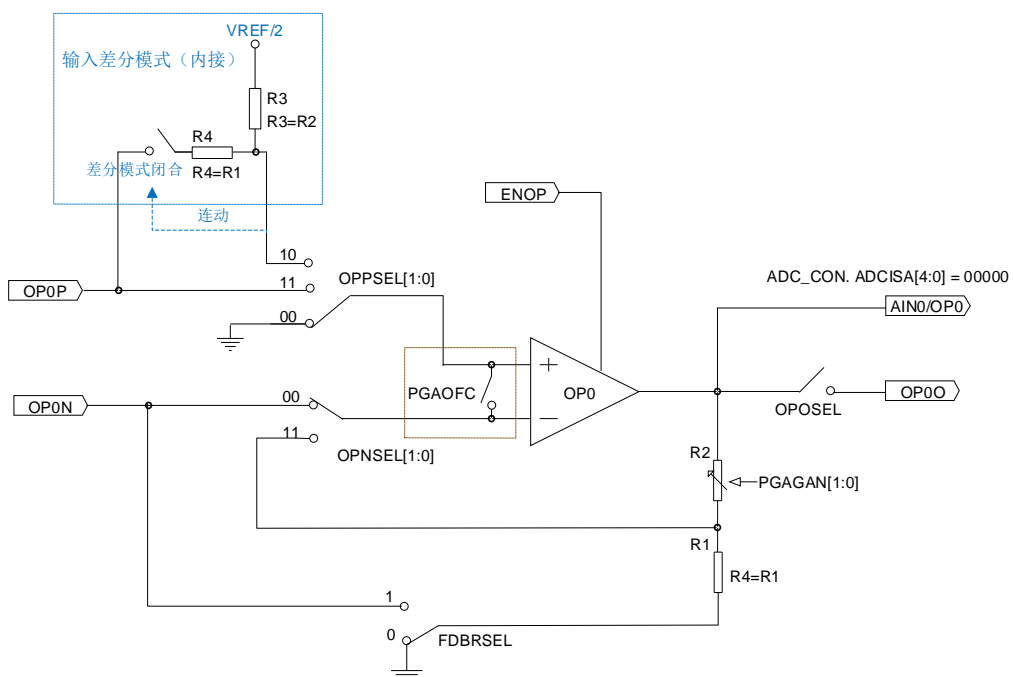 VREF/2
输入差分模式（内接）
R3
R3=R2
R4
R4=R1
差分模式闭合
连动
ENOP
10
11
00
OPPSEL[1:0]
OP0P
ADC_CON. ADCISA[4:0] = 00000
AIN0/OP0
PGAOFC
OP0
OP0N
00
11
OPNSEL[1:0]
OPOSEL
OP0O
R2
PGAGAN[1:0]
R1
R4=R1
1
0
FDBRSEL